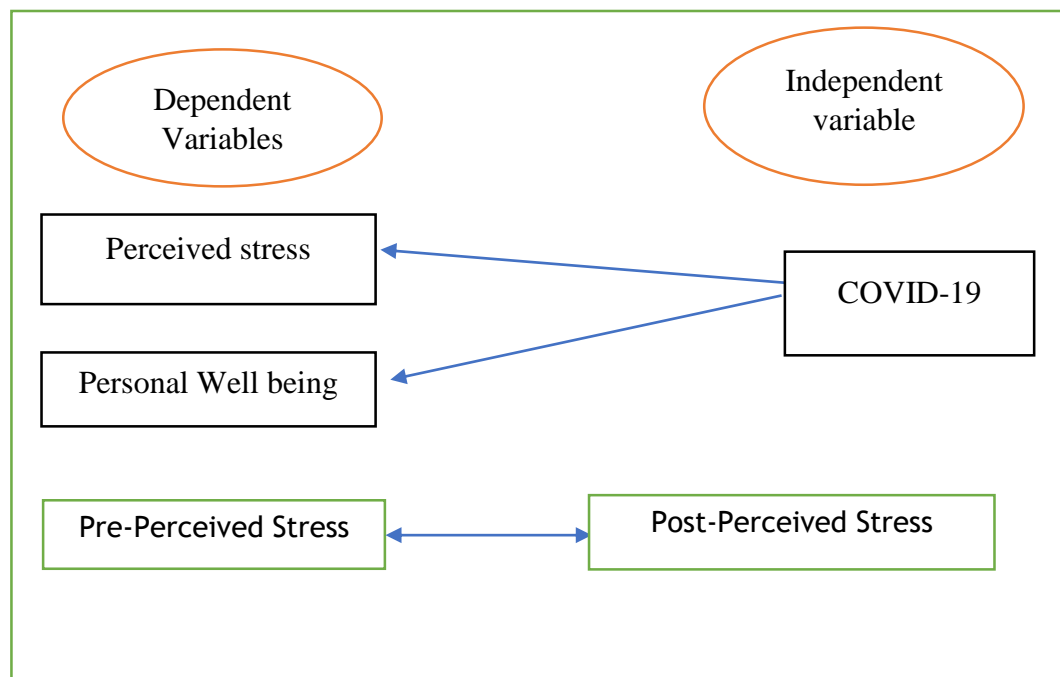 Dependent
Variables
Independent
variable
Perceived stress
COVID-19
Personal Well being
Pre-Perceived Stress
Post-Perceived Stress